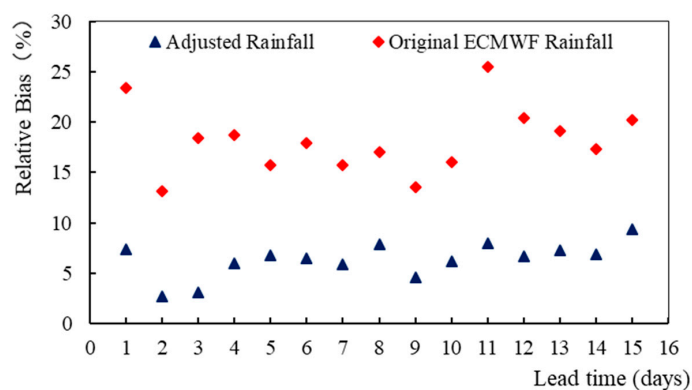 30
Adjusted Rainfall Original ECMWF Rainfall
25
20
15
10
5
0
0 1 2 3 4 5 6 7 8 9 10 11 12 13 14 15 16
Relative Bias (%)
Lead time (days)